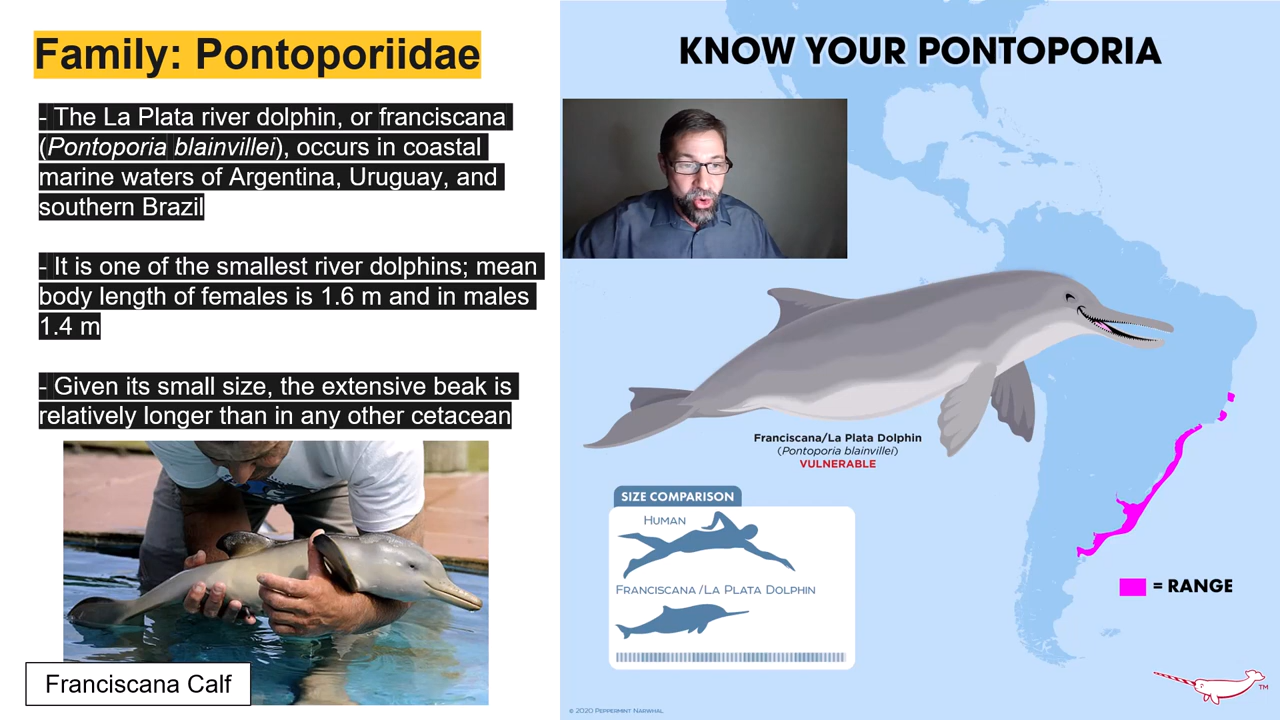 Family: Pontoporiidae
- The La Plata river dolphin, or franciscana
(Pontoporia blainvillei), occurs in coastal
marine waters of Argentina, Uruguay, and
southern Brazil
- It is one of the smallest river dolphins; mean
body length of females is 1.6 m and in males
1.4 m
- Given its small size, the extensive beak is
relatively longer than in any other cetacean
Franciscana Calf
KNOW YOUR PONTOPORIA
Franciscana/La Plata Dolphin
(Pontoporia blainvillei)
VULNERABLE
SIZE COMPARISON
HUMAN
FRANCISCANA/LA PLATA DOLPHIN
= RANGE
TM
© 2020 PEPPERMINT NARWHAL